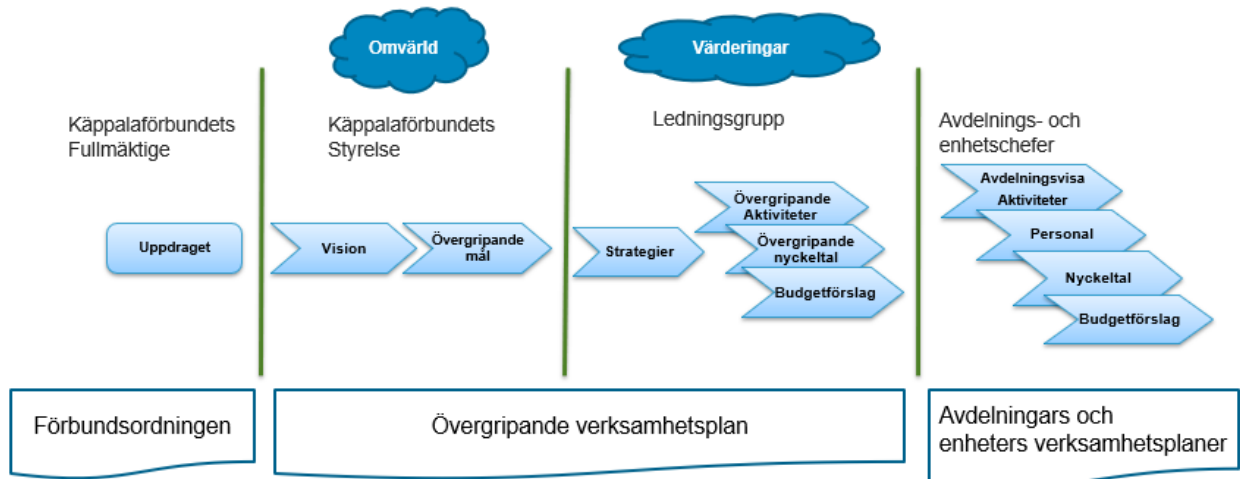 Omvärld
Värderingar
Käppalaförbundets
Fullmäktige
Käppalaförbundets
Styrelse
Ledningsgrupp
Avdelnings- och
enhetschefer
Uppdraget
Vision
Övergripande
mål
Strategier
Övergripande
Aktiviteter
Övergripande
nyckeltal
Budgetförslag
Avdelningsvisa
Aktiviteter
Personal
Nyckeltal
Budgetförslag
Förbundsordningen
Övergripande verksamhetsplan
Avdelningars och
enheters verksamhetsplaner